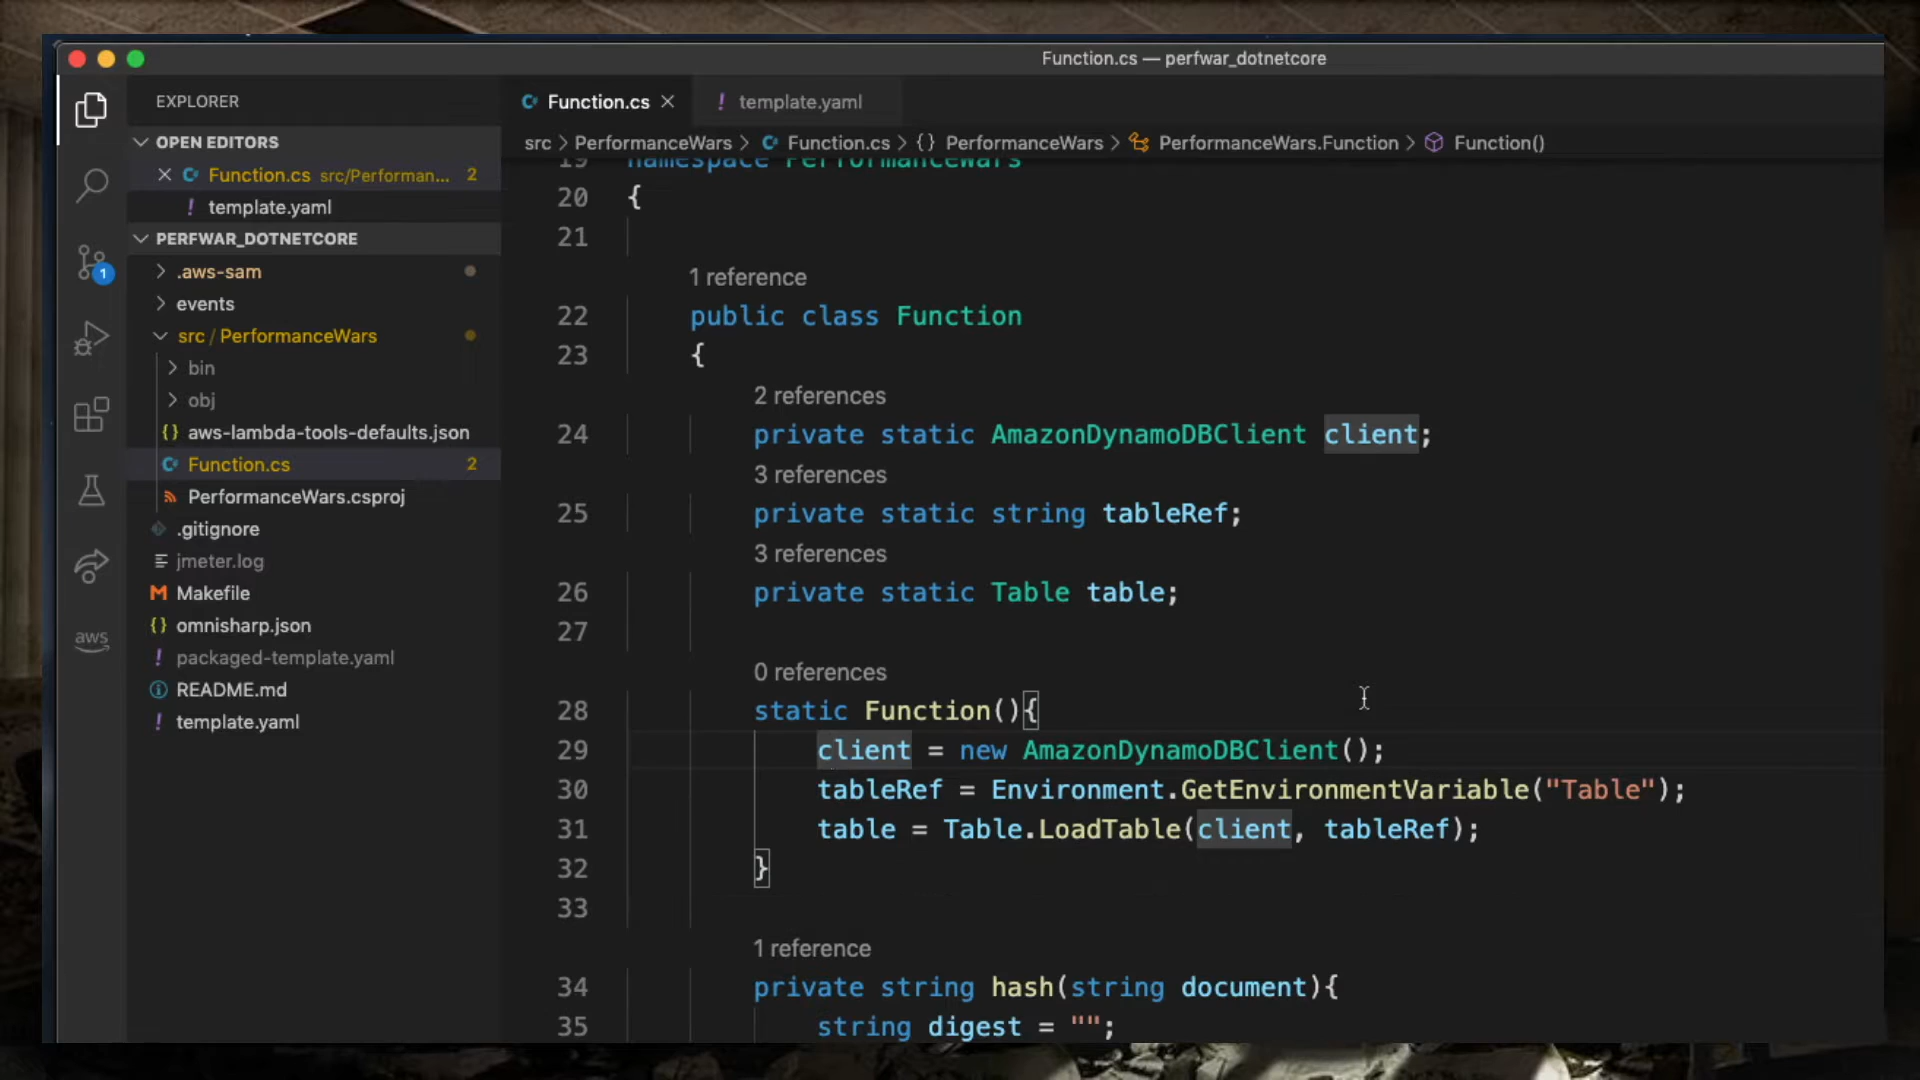 Function.cs — perfwar_dotnetcore
EXPLORER
OPEN EDITORS
Function.cs src/Performan... 2
template.yaml
PERFWAR_DOTNETCORE
.aws-sam
events
src / PerformanceWars
bin
obj
{} aws-lambda-tools-defaults.json
Function.cs 2
PerformanceWars.csproj
.gitignore
jmeter.log
M Makefile
{} omnisharp.json
! packaged-template.yaml
README.md
! template.yaml
1
aws
Function.cs
! template.yaml
src > PerformanceWars > Function.cs > {} PerformanceWars > PerformanceWars.Function > Function()
19 namespace PerformanceWars
20 {
21
1 reference
22 public class Function
23 {
2 references
24 private static AmazonDynamoDBClient client;
3 references
25 private static string tableRef;
3 references
26 private static Table table;
27
0 references
28 static Function(){
29 client = new AmazonDynamoDBClient();
30 tableRef = Environment.GetEnvironmentVariable("Table");
31 table = Table.LoadTable(client, tableRef);
32 }
33
1 reference
34 private string hash(string document){
35 string digest = "";